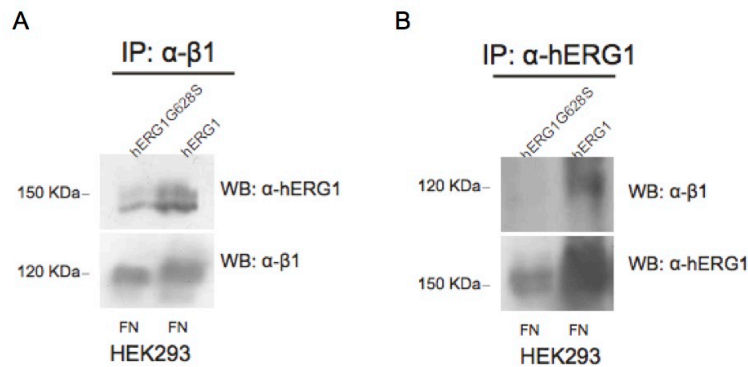 A
IP: α-β1
hERG1G628S
hERG1
150 KDa–
WB: α-hERG1
120 KDa–
WB: α-β1
FN FN
HEK293
B
IP: α-hERG1
hERG1G628S
hERG1
120 KDa–
WB: α-β1
150 KDa–
WB: α-hERG1
FN FN
HEK293